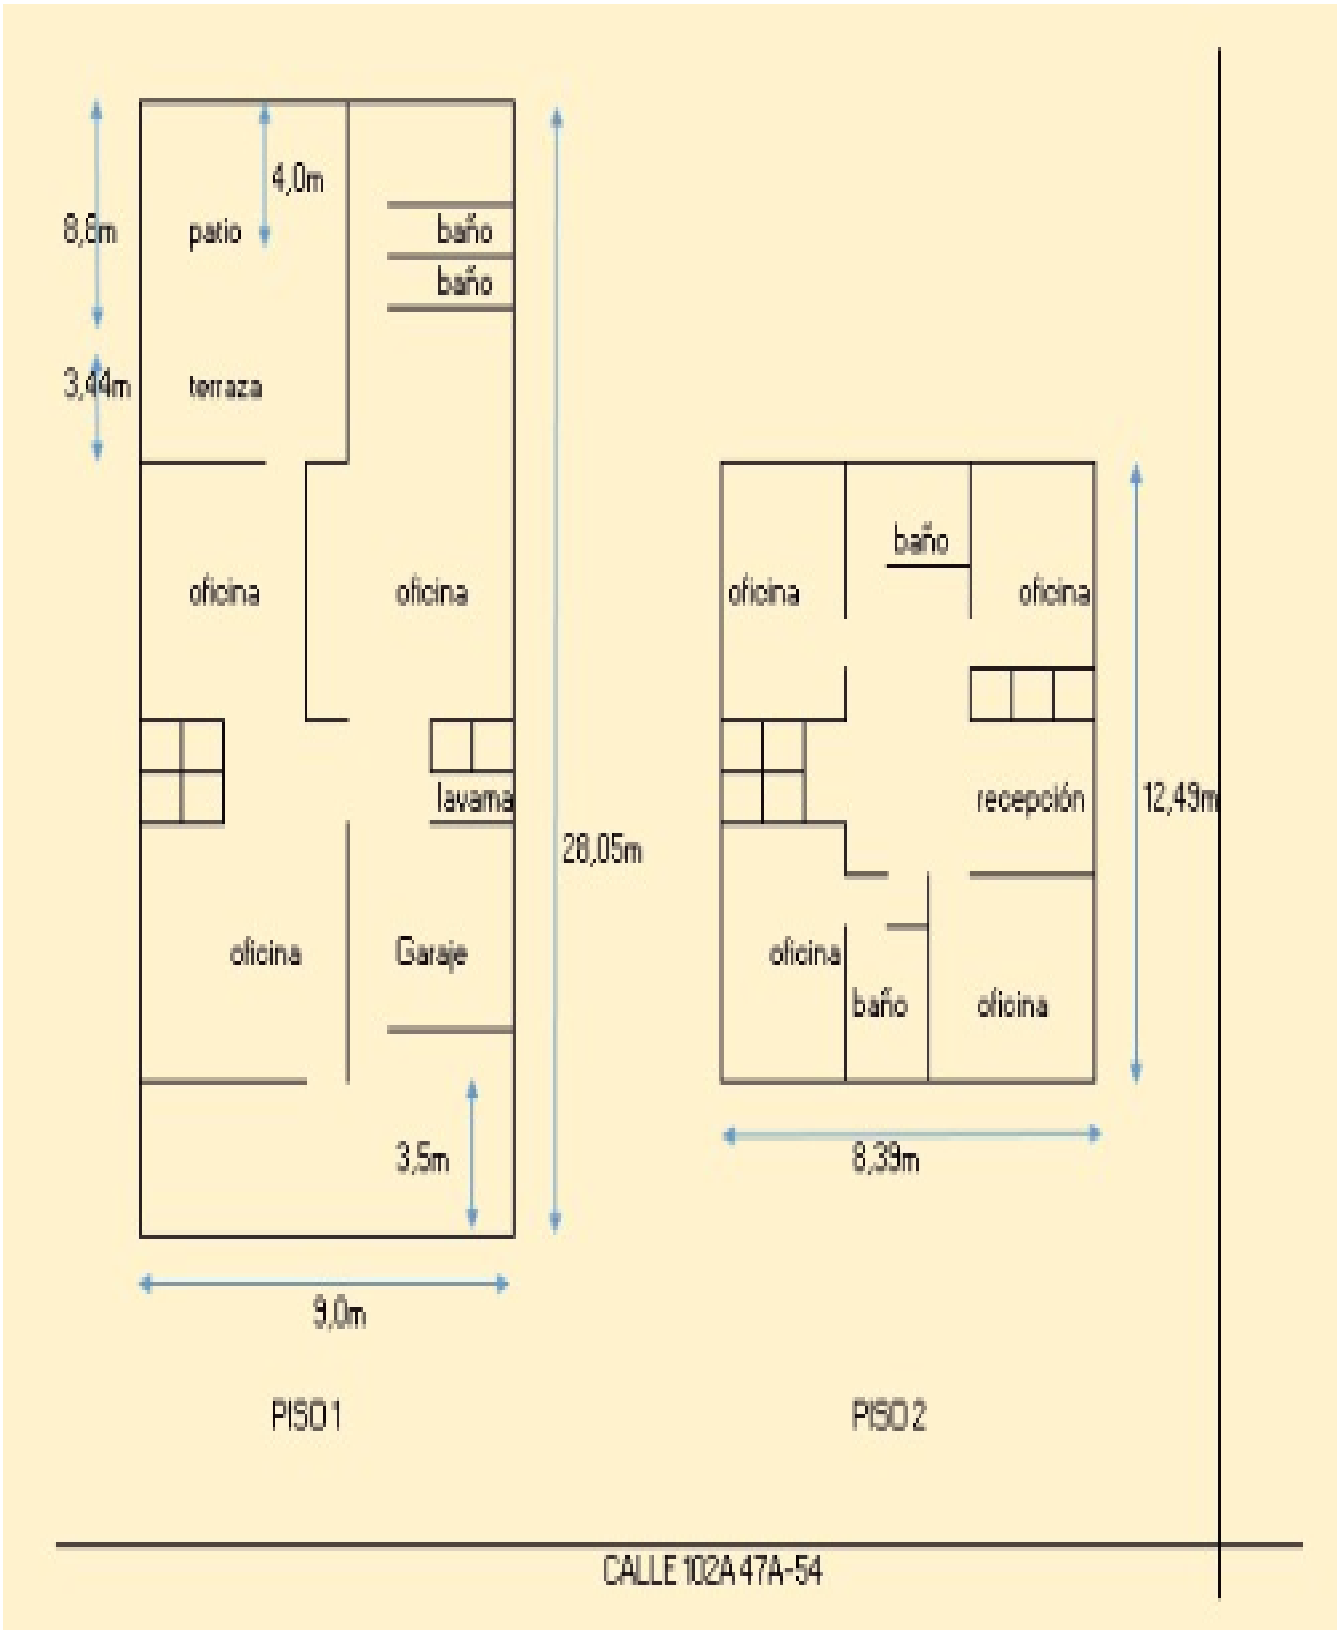 4,0m
8,8m
patio
baño
baño
3,44m
terraza
baño
oficina
oficina
oficina
oficina
lavama
recepción
12,49m
28,05m
oficina
Garaje
oficina
baño
oficina
3,5m
8,39m
9,0m
PISO 1
PISO 2
CALLE 102A 47A-54